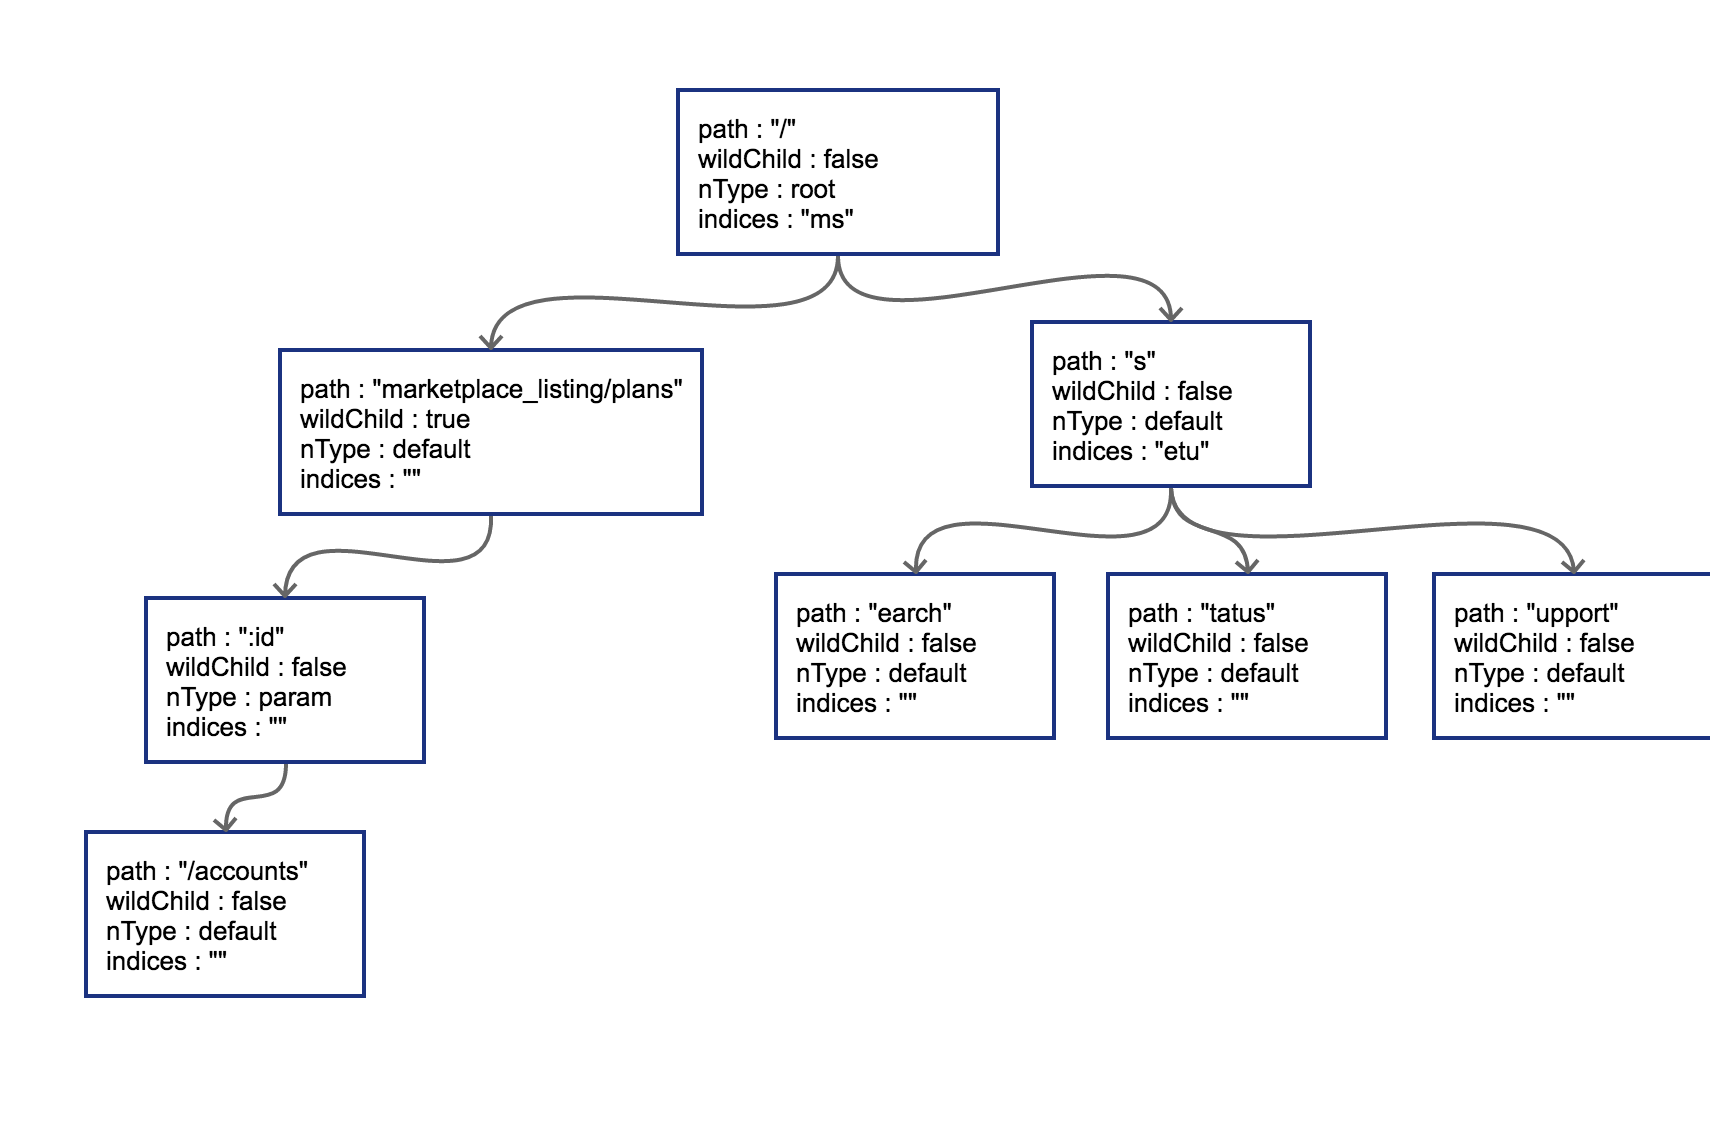 path : "/"
wildChild : false
nType : root
indices : "ms"
path : "marketplace_listing/plans"
wildChild : true
nType : default
indices : ""
path : "s"
wildChild : false
nType : default
indices : "etu"
path : ":id"
wildChild : false
nType : param
indices : ""
path : "earch"
wildChild : false
nType : default
indices : ""
path : "tatus"
wildChild : false
nType : default
indices : ""
path : "upport"
wildChild : false
nType : default
indices : ""
path : "/accounts"
wildChild : false
nType : default
indices : ""